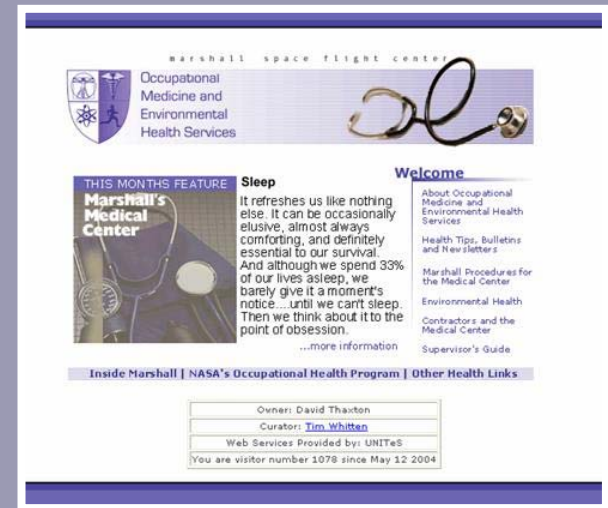 marshall space flight center
Occupational
Medicine and
Environmental
Health Services
THIS MONTHS FEATURE
Marshall's
Medical
Center
Sleep
It refreshes us like nothing
else. It can be occasionally
elusive, almost always
comforting, and definitely
essential to our survival.
And although we spend 33%
of our lives asleep, we
barely give it a moment's
notice....until we can't sleep.
Then we think about it to the
point of obsession.
...more information
Welcome
About Occupational
Medicine and
Environmental Health
Services
Health Tips, Bulletins
and Newsletters
Marshall Procedures for
the Medical Center
Environmental Health
Contractors and the
Medical Center
Supervisor's Guide
Inside Marshall | NASA's Occupational Health Program | Other Health Links
Owner: David Thaxton
Curator: Tim Whitten
Web Services Provided by: UNITeS
You are visitor number 1078 since May 12 2004